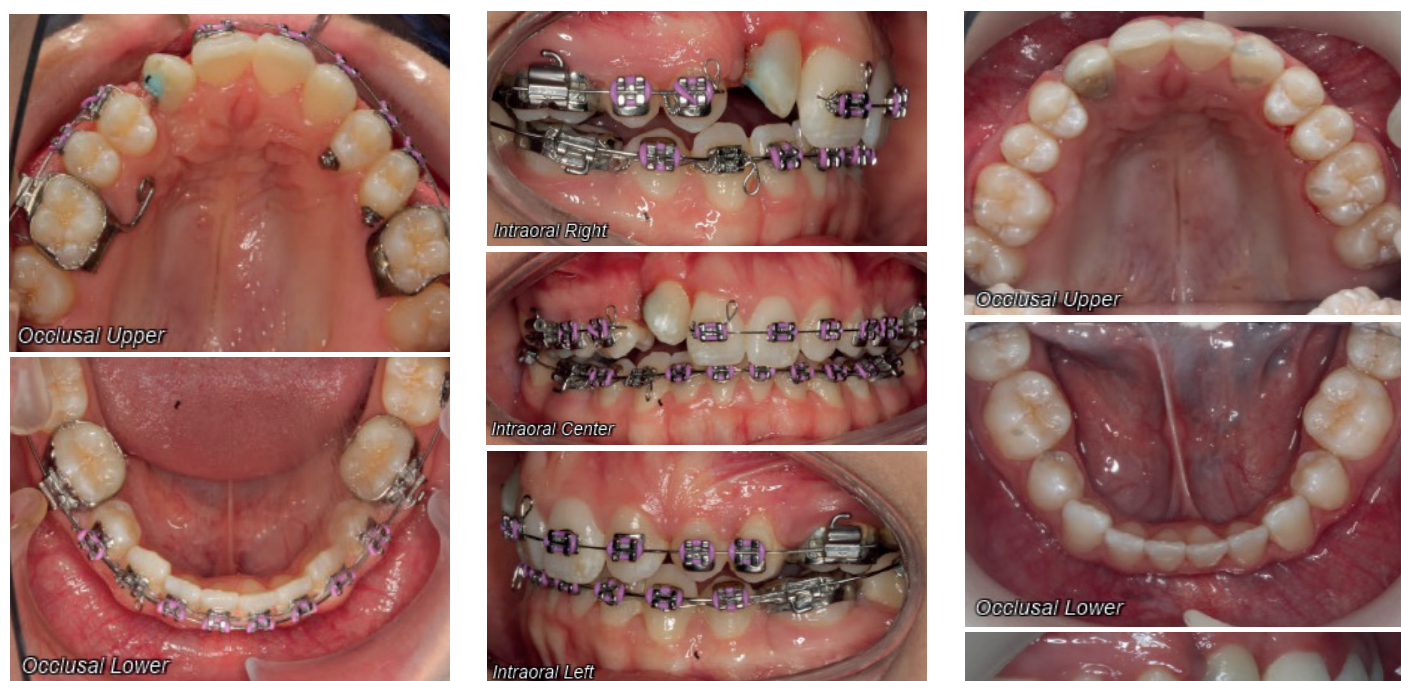 Occlusal Upper
Occlusal Lower
Intraoral Right
Intraoral Center
Intraoral Left
Occlusal Upper
Occlusal Lower